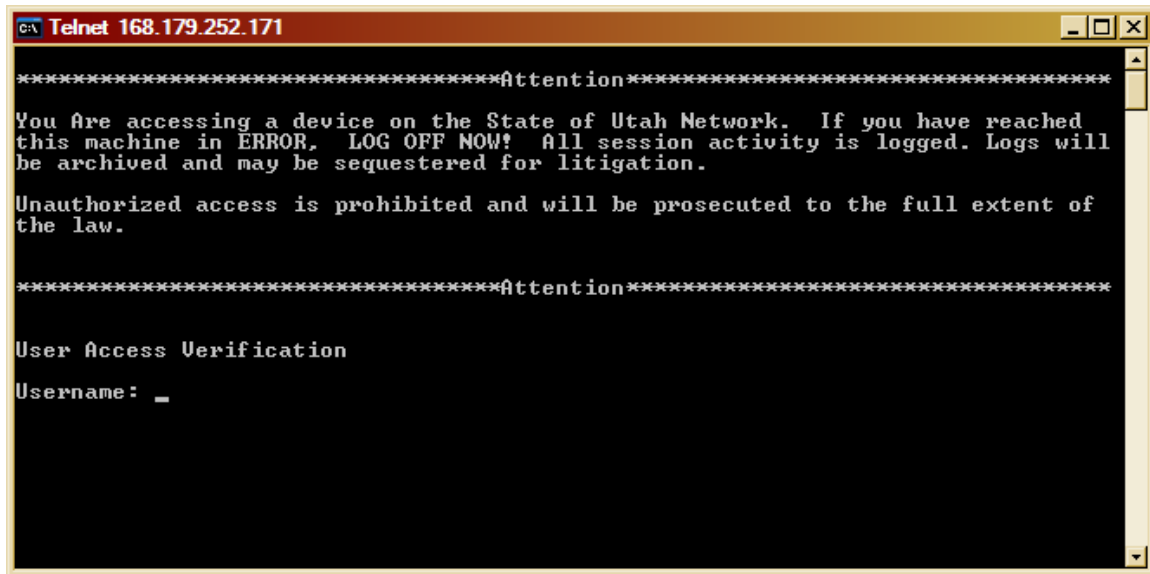 Telnet 168.179.252.171
***********************************Attention***********************************
You Are accessing a device on the State of Utah Network.  If you have reached
this machine in ERROR,  LOG OFF NOW!  All session activity is logged. Logs will
be archived and may be sequestered for litigation.
Unauthorized access is prohibited and will be prosecuted to the full extent of
the law.
***********************************Attention***********************************
User Access Verification
Username: _